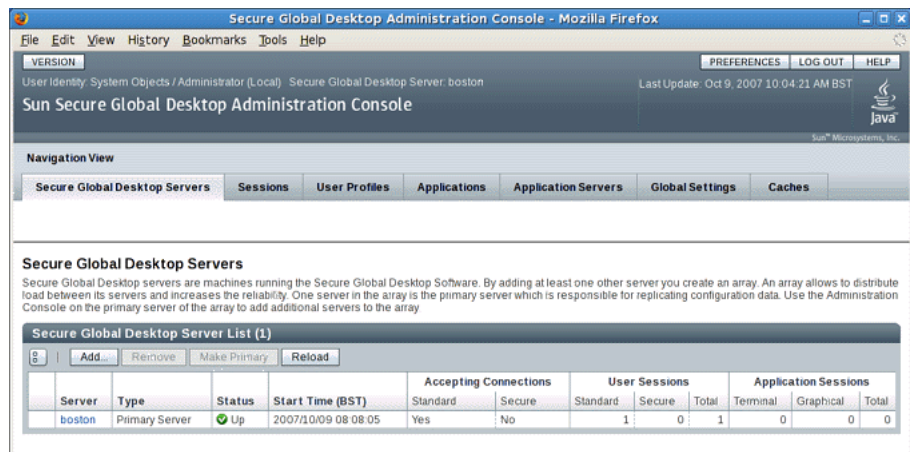 Secure Global Desktop Administration Console - Mozilla Firefox
File Edit View History Bookmarks Tools Help
VERSION PREFERENCES LOG OUT HELP
User Identity: System Objects / Administrator (Local) Secure Global Desktop Server: boston Last Update: Oct 9, 2007 10:04:21 AM BST
Sun Secure Global Desktop Administration Console
Java
Sun™ Microsystems, Inc.
Navigation View
Secure Global Desktop Servers Sessions User Profiles Applications Application Servers Global Settings Caches
Secure Global Desktop Servers
Secure Global Desktop servers are machines running the Secure Global Desktop Software. By adding at least one other server you create an array. An array allows to distribute
load between its servers and increases the reliability. One server in the array is the primary server which is responsible for replicating configuration data. Use the Administration
Console on the primary server of the array to add additional servers to the array
Secure Global Desktop Server List (1)
Add... Remove Make Primary Reload
Accepting Connections User Sessions Application Sessions
Server Type Status Start Time (BST) Standard Secure Standard Secure Total Terminal Graphical Total
boston Primary Server Up 2007/10/09 08:08:05 Yes No 1 0 1 0 0 0